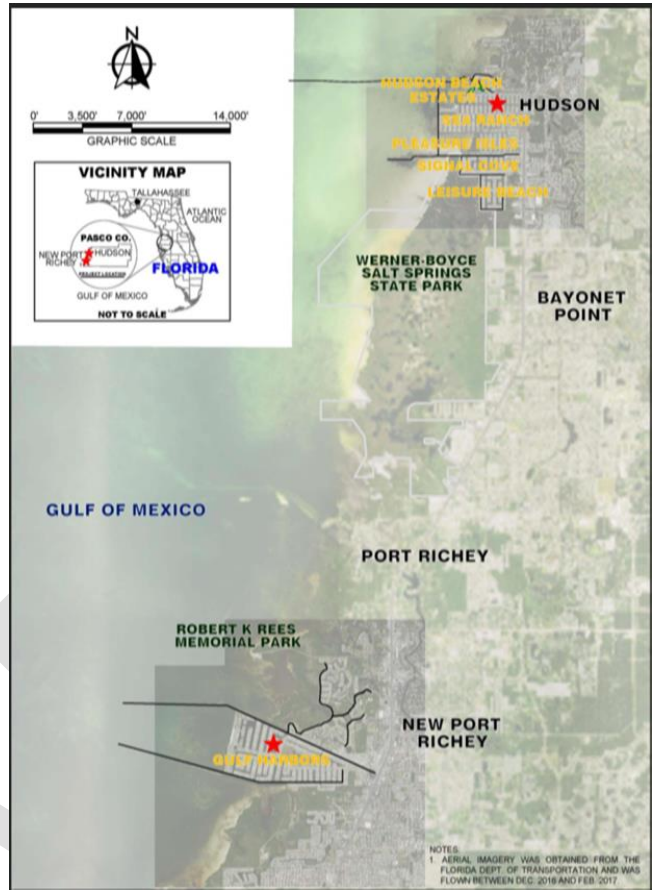 N
0'
3,500'
7,000'
14,000'
GRAPHIC SCALE
VICINITY MAP
TALLAHASSEE
ATLANTIC
OCEAN
PASCO CO.
NEW PORT
RICHEY
HUDSON
PROJECT LOCATION
FLORIDA
GULF OF MEXICO
NOT TO SCALE
HUDSON BEACH
ESTATES
HUDSON
SEA RANCH
PLEASURE ISLES
SIGNAL COVE
LEISURE BEACH
WERNER-BOYCE
SALT SPRINGS
STATE PARK
BAYONET
POINT
GULF OF MEXICO
PORT RICHEY
ROBERT K REES
MEMORIAL PARK
NEW PORT
RICHEY
GULF HARBORS
NOTES:
1. AERIAL IMAGERY WAS OBTAINED FROM THE
FLORIDA DEPT. OF TRANSPORTATION AND WAS
FLOWN BETWEEN DEC. 2016 AND FEB. 2017.